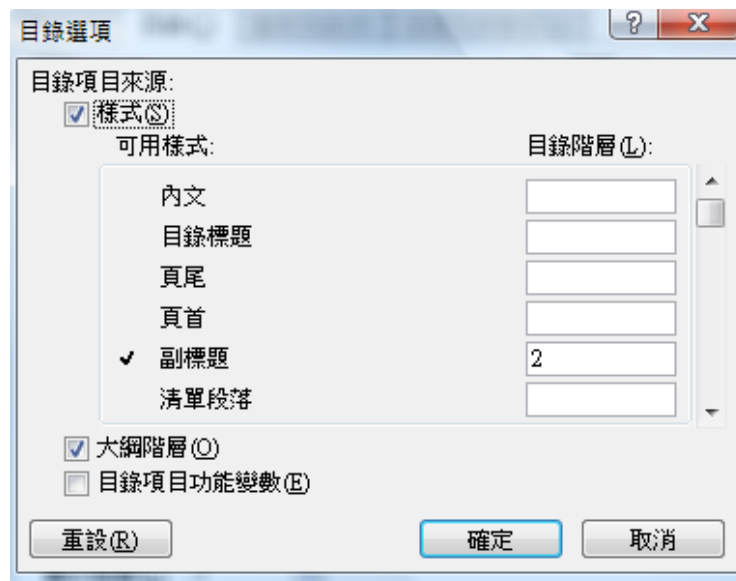 目錄選項
目錄項目來源:
樣式(S)
可用樣式: 目錄階層(L):
內文
目錄標題
頁尾
頁首
副標題 2
清單段落
大綱階層(O)
目錄項目功能變數(E)
重設(R) 確定 取消